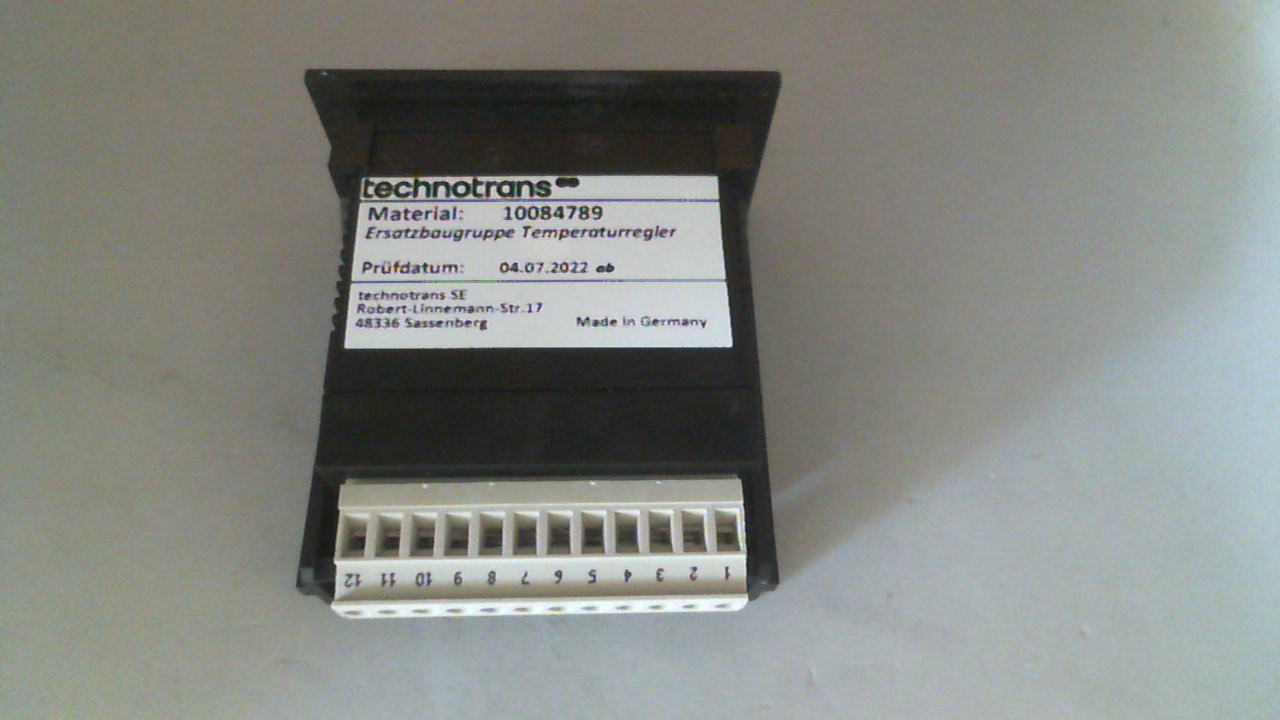 technotrans
Material: 10084789
Ersatzbaugruppe Temperaturregler
Prüfdatum: 04.07.2022 ab
technotrans SE
Robert-Linnemann-Str.17
48336 Sassenberg Made in Germany
12 11 10 9 8 7 6 5 4 3 2 1